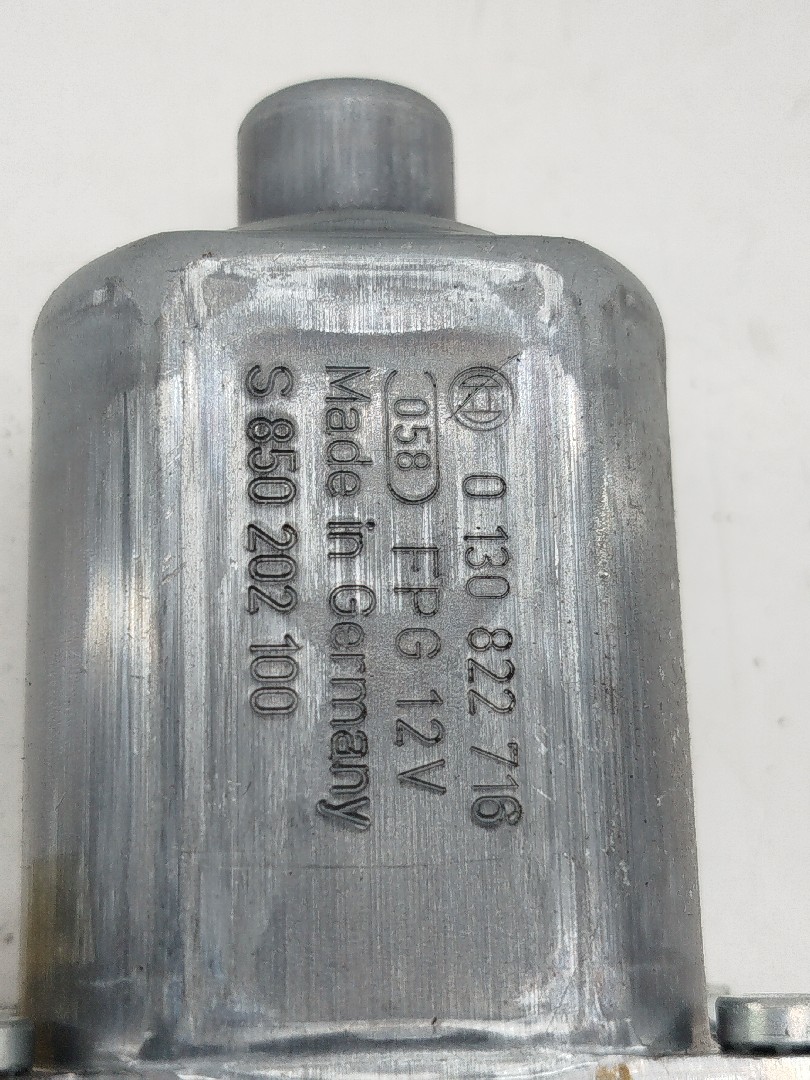 0 130 822 716
058 FPG 12V
Made in Germany
S 850 202 100